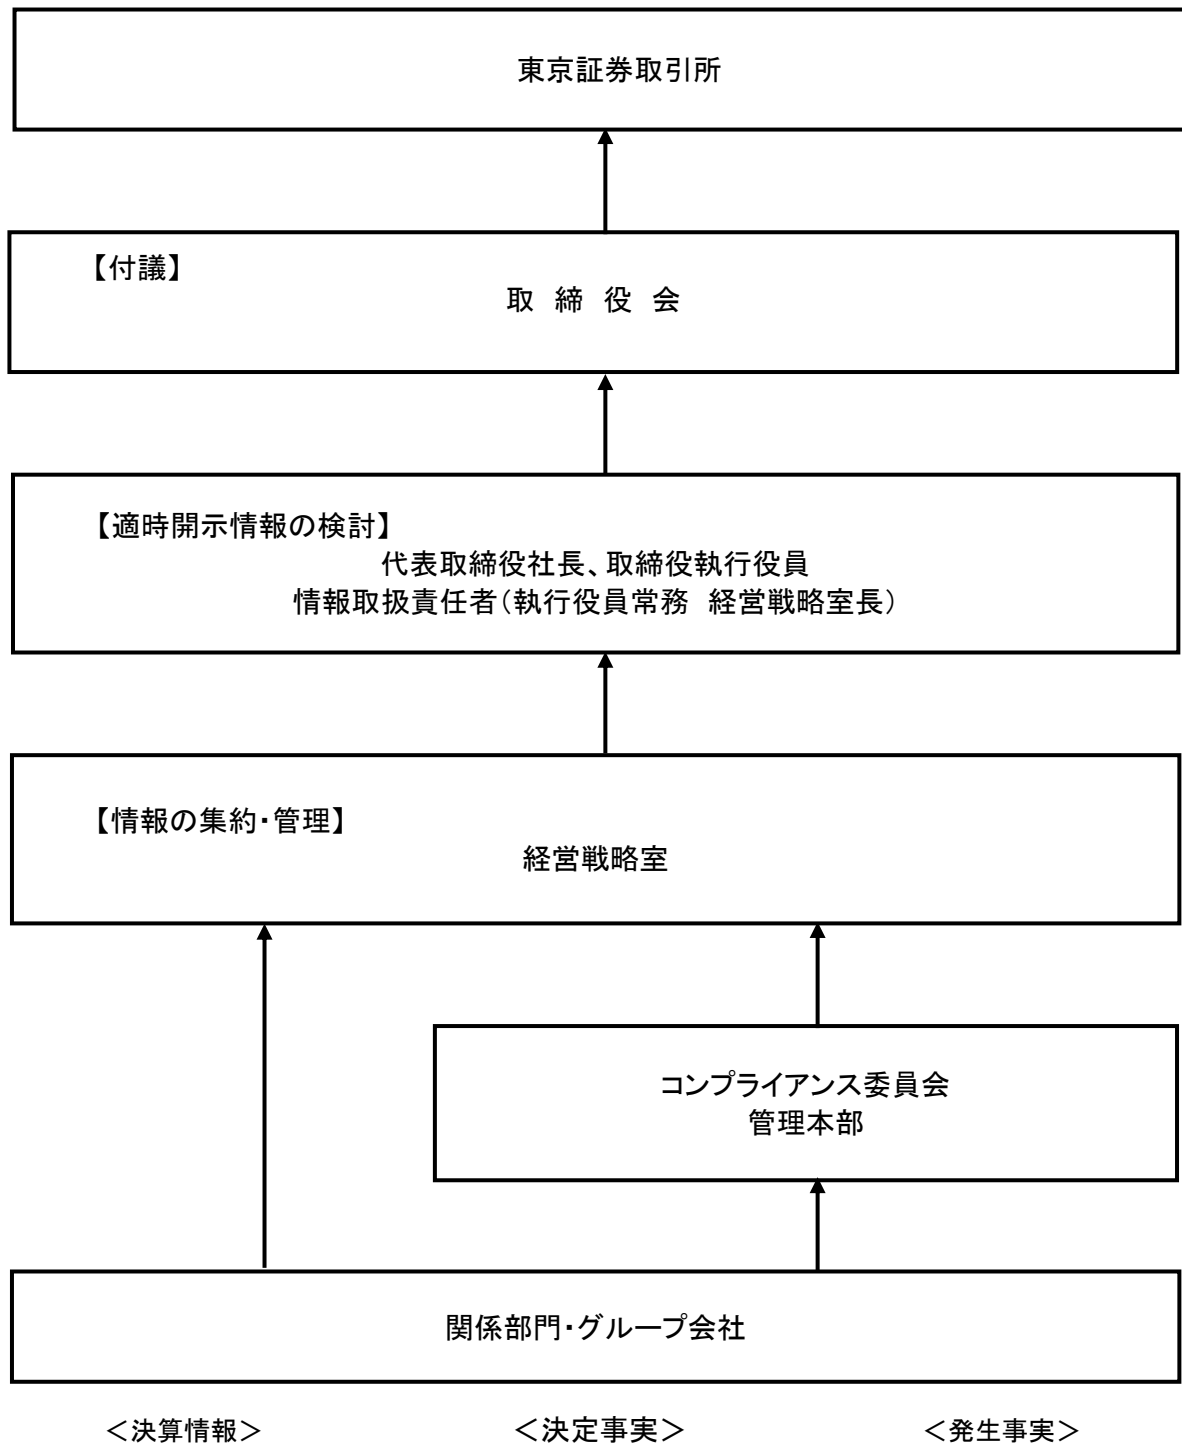 東京証券取引所
【付議】
取 締 役 会
【適時開示情報の検討】
代表取締役社長、取締役執行役員
情報取扱責任者(執行役員常務 経営戦略室長)
【情報の集約・管理】
経営戦略室
コンプライアンス委員会
管理本部
関係部門・グループ会社
＜決算情報＞ ＜決定事実＞ ＜発生事実＞